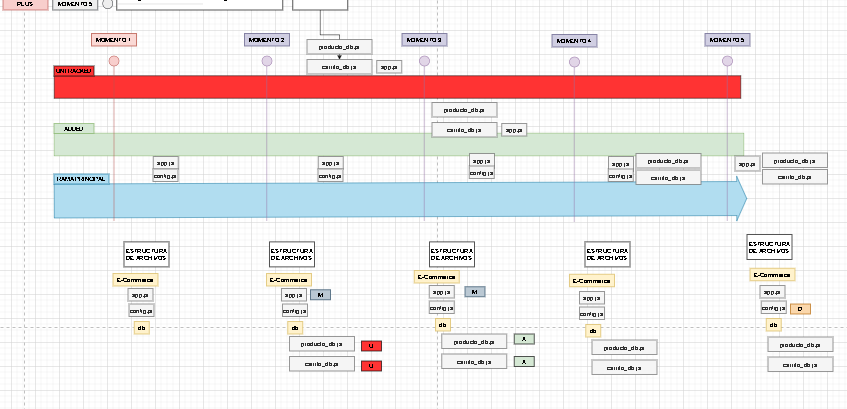 PLUS
MOMENTO 5
MOMENTO 1
MOMENTO 2
MOMENTO 3
MOMENTO 4
MOMENTO 5
producto_db.js
carrito_db.js
app.js
UNTRACKED
producto_db.js
carrito_db.js
app.js
ADDED
app.js
config.js
app.js
config.js
app.js
config.js
app.js
config.js
producto_db.js
carrito_db.js
app.js
producto_db.js
carrito_db.js
RAMA PRINCIPAL
ESTRUCTURA
DE ARCHIVOS
ESTRUCTURA
DE ARCHIVOS
ESTRUCTURA
DE ARCHIVOS
ESTRUCTURA
DE ARCHIVOS
ESTRUCTURA
DE ARCHIVOS
E-Commerce
app.js
config.js
db
E-Commerce
app.js
M
config.js
db
producto_db.js
U
carrito_db.js
U
E-Commerce
app.js
M
config.js
db
producto_db.js
A
carrito_db.js
A
E-Commerce
app.js
config.js
db
producto_db.js
carrito_db.js
E-Commerce
app.js
config.js
D
db
producto_db.js
carrito_db.js